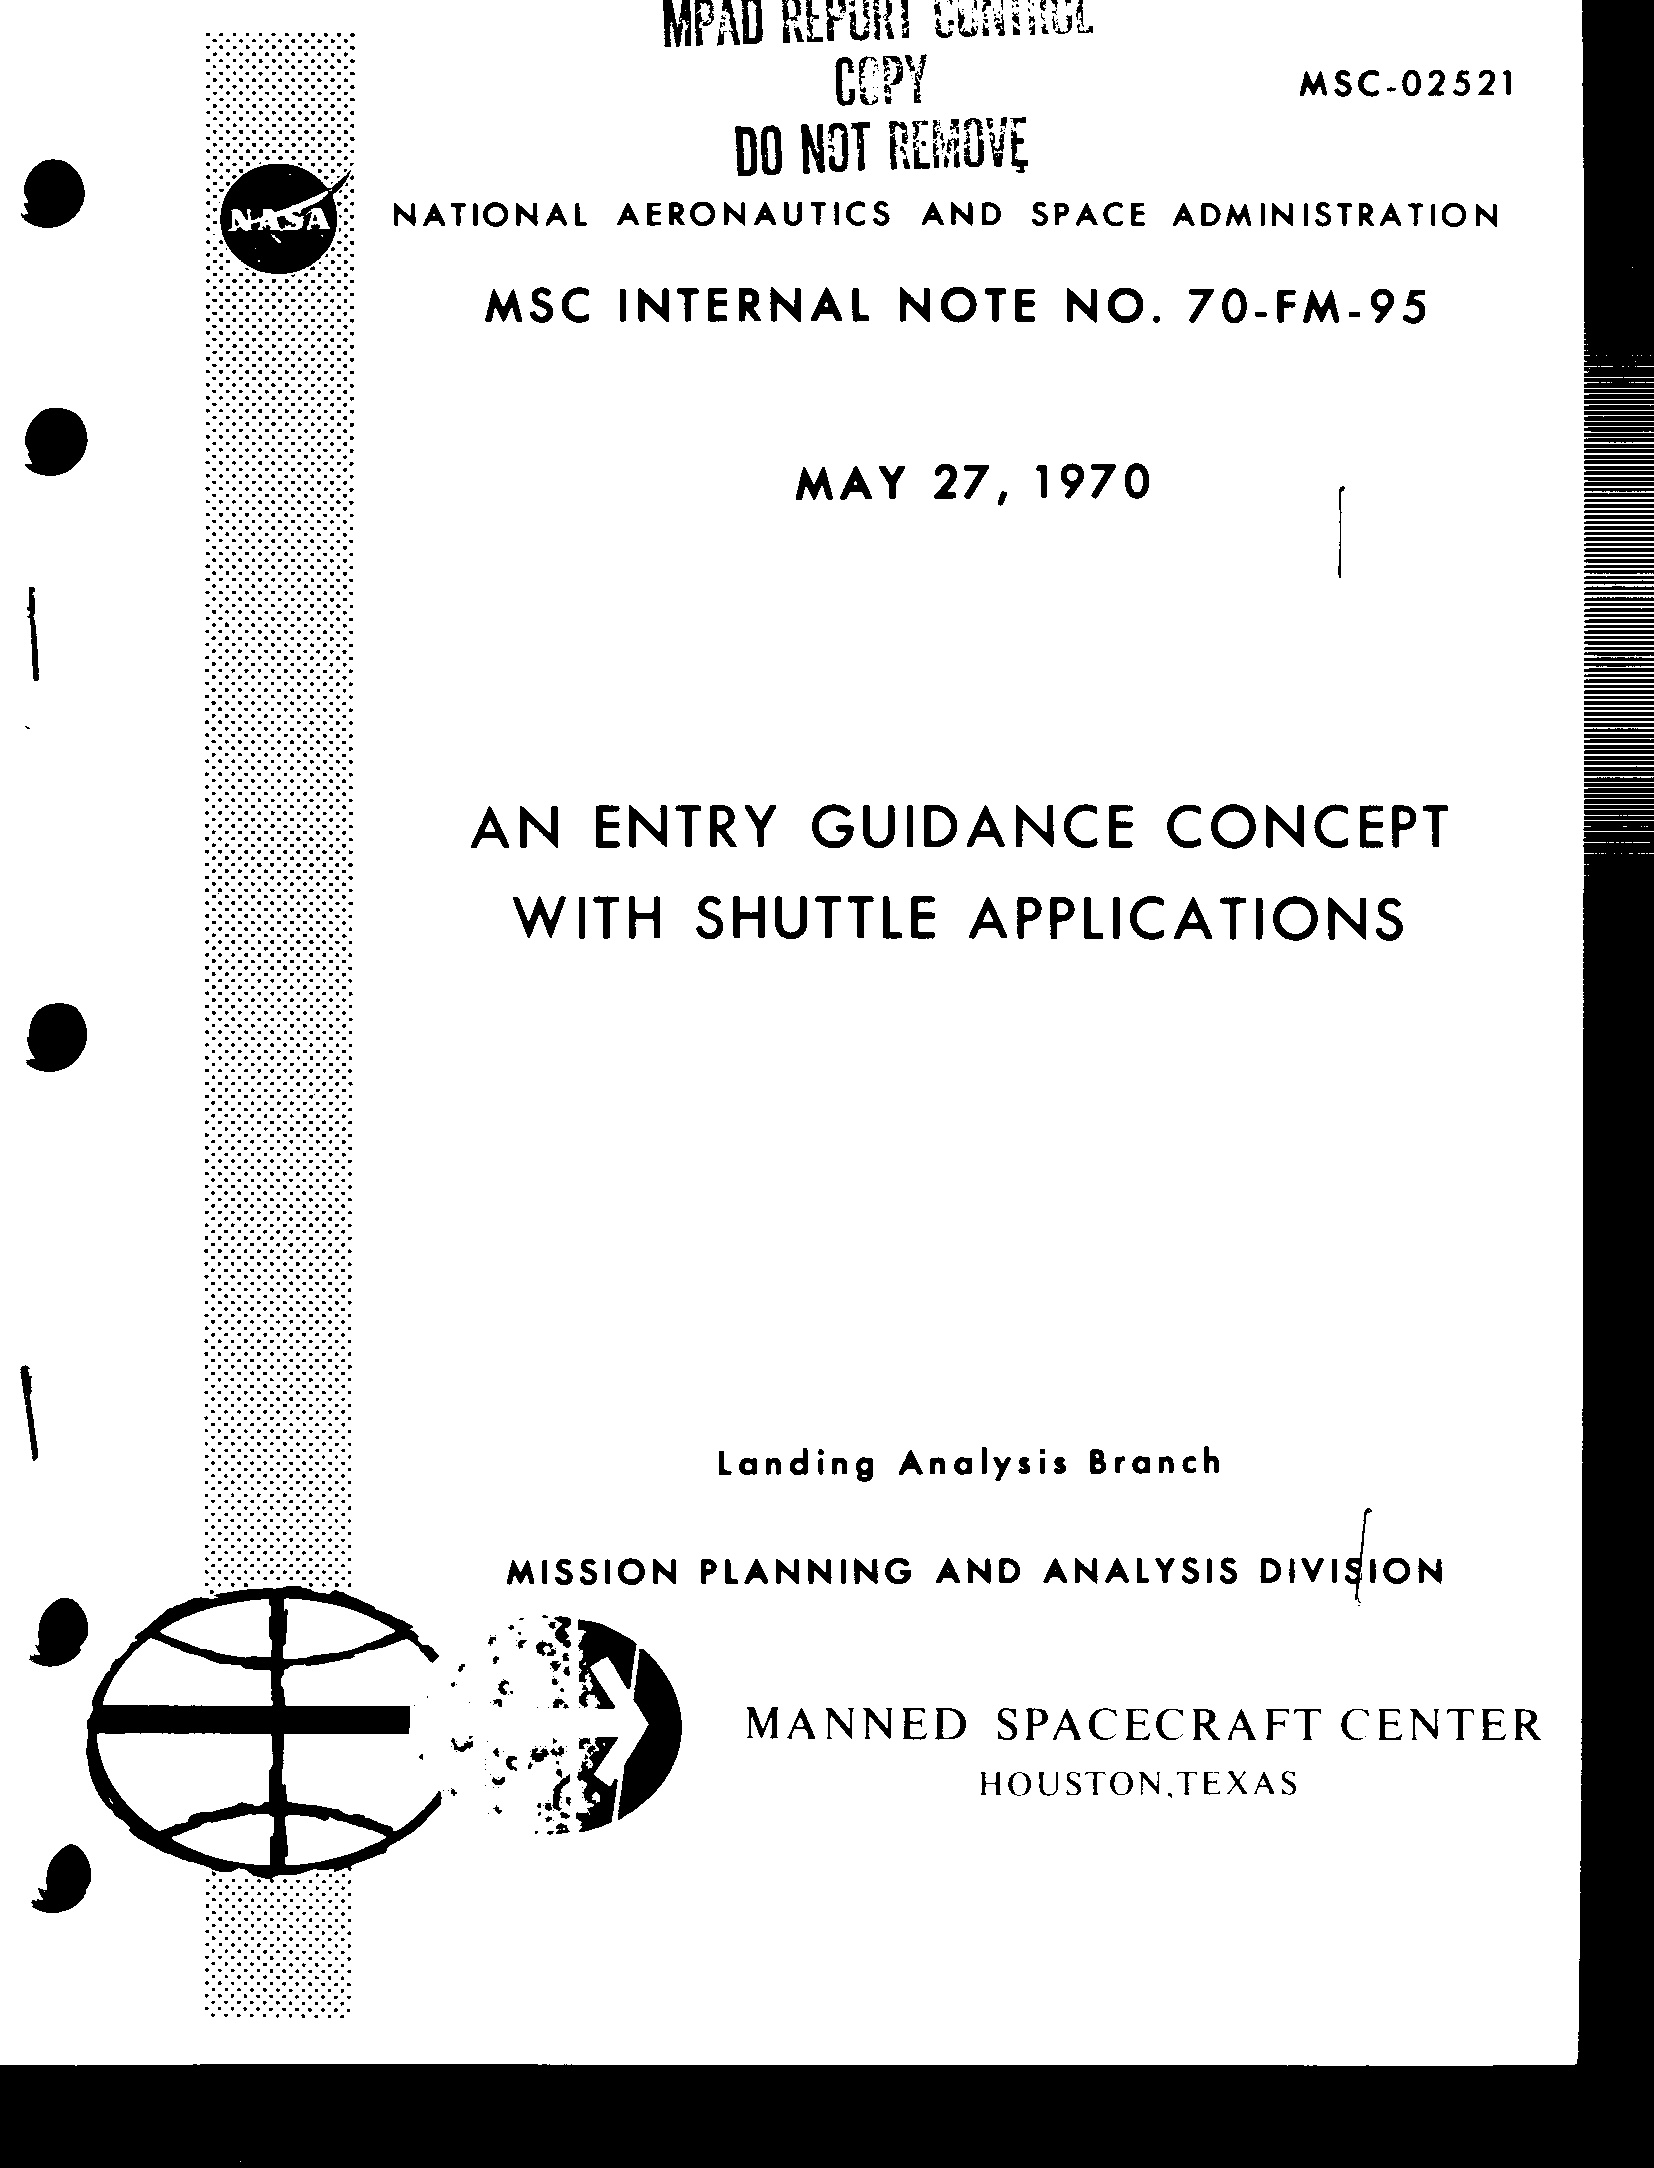 MPAD REPORT CONTROL
COPY
DO NOT REMOVE
MSC-02521
NASA
NATIONAL AERONAUTICS AND SPACE ADMINISTRATION
MSC INTERNAL NOTE NO. 70-FM-95
MAY 27, 1970
AN ENTRY GUIDANCE CONCEPT
WITH SHUTTLE APPLICATIONS
Landing Analysis Branch
MISSION PLANNING AND ANALYSIS DIVISION
MANNED SPACECRAFT CENTER
HOUSTON, TEXAS